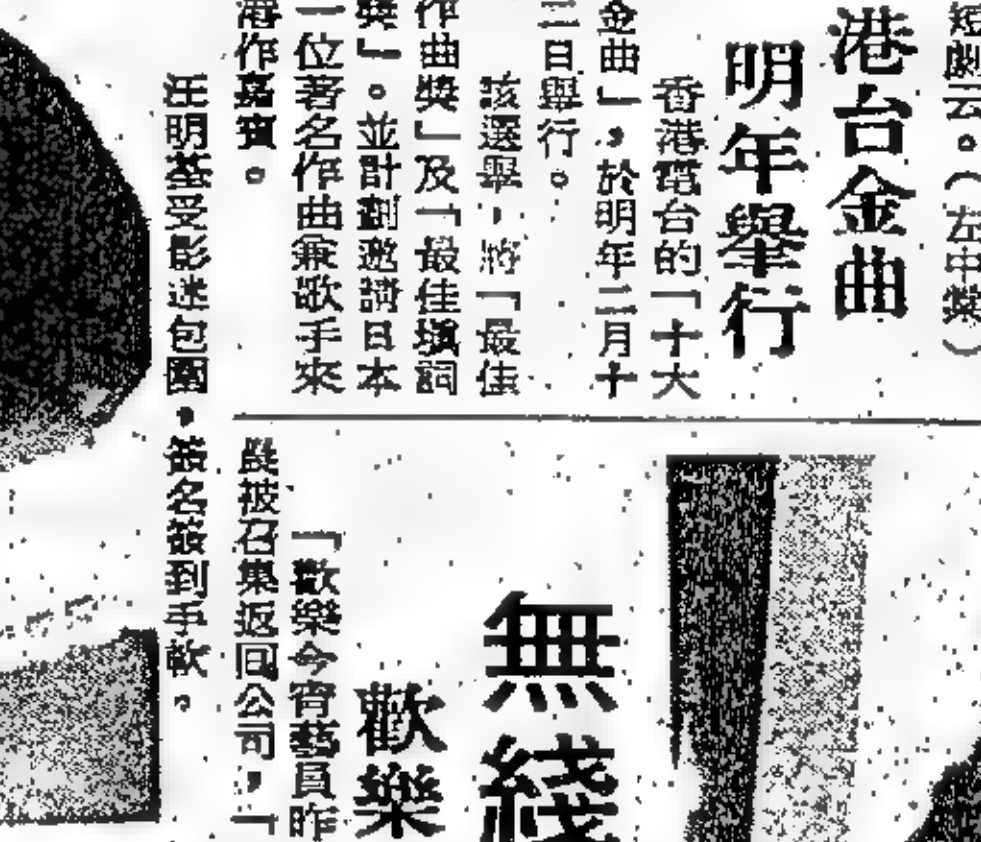 短劇云。(左中棠)
港台金曲
明年舉行
香港電台的「十大
金曲」,於明年二月十
二日舉行。
該選舉,將「最佳
作曲獎」及「最佳填詞
獎」。並計劃邀請日本
一位著名作曲兼歌手來
港作嘉賓。
汪明荃受影迷包圍,簽名簽到手軟。
無綫
歡樂
「歡樂今宵藝員昨
晨被召集返回公司,「